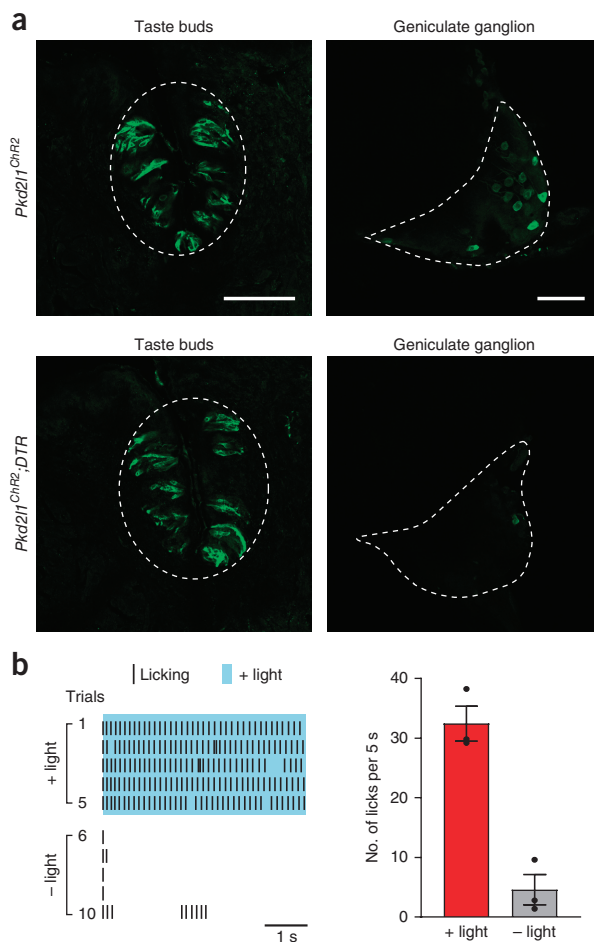 a
Taste buds
Geniculate ganglion
Pkd2l1ChR2
Taste buds
Geniculate ganglion
Pkd2l1ChR2;DTR
b
Licking
+ light
Trials
1
+ light
5
6
– light
10
1 s
40
30
20
10
0
No. of licks per 5 s
+ light
– light